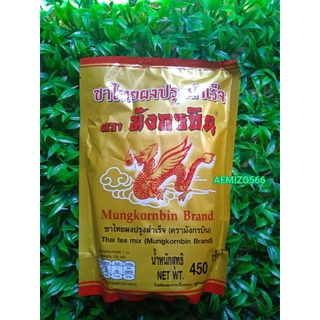 ชาไทยผงปรุงสำเร็จ
ตรา มังกรบิน
AEMIZO566
Mungkornbin Brand
ชาไทยผงปรุงสำเร็จ (ตรามังกรบิน)
Thai tea mix (Mungkornbin Brand)
น้ำหนักสุทธิ
NET WT. 450